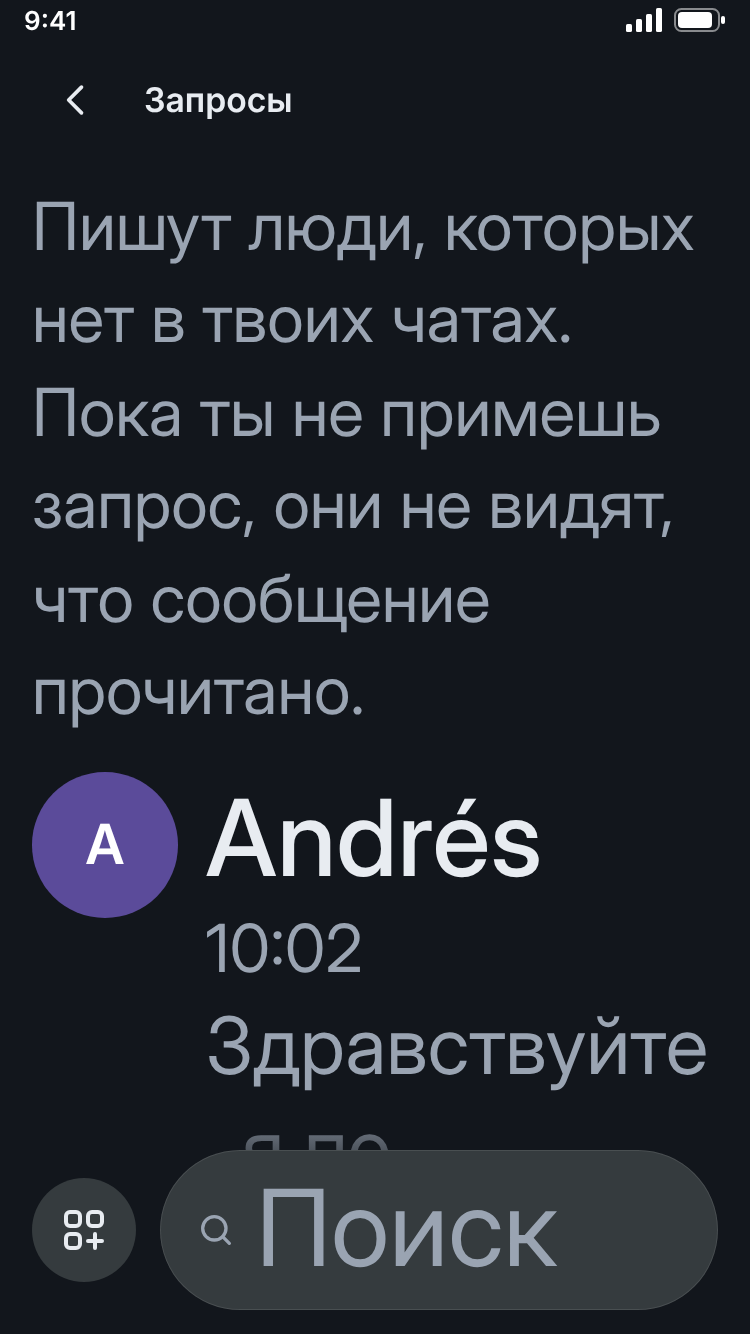 9:41
Запросы
Пишут люди, которых
нет в твоих чатах.
Пока ты не примешь
запрос, они не видят,
что сообщение
прочитано.
A
Andrés
10:02
Здравствуйте
Поиск